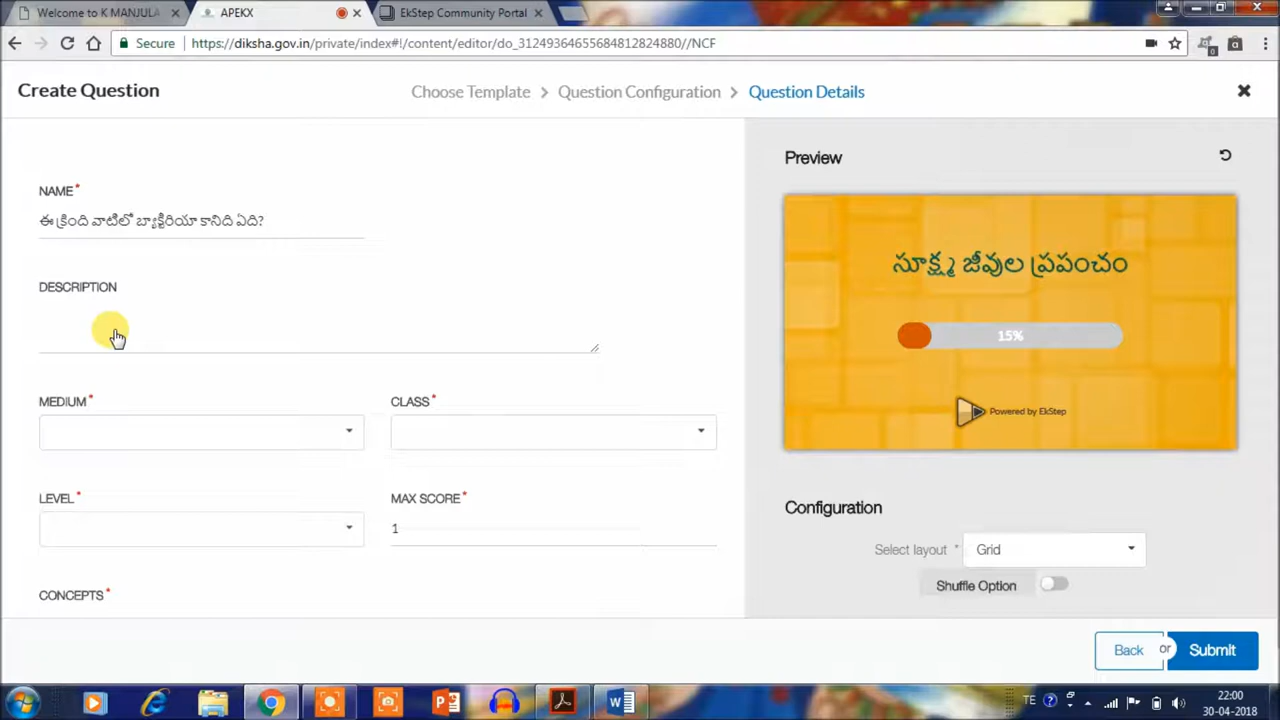 Welcome to K MANJULA
APEKX
EkStep Community Portal
Secure
https://diksha.gov.in/private/index#!/content/editor/do_31249364655684812824880//NCF
Create Question
Choose Template > Question Configuration > Question Details
NAME*
ఈ క్రింది వాటిలో బ్యాక్టీరియా కానిది ఏది?
DESCRIPTION
MEDIUM*
CLASS*
LEVEL*
MAX SCORE*
1
CONCEPTS*
Preview
సూక్ష్మ జీవుల ప్రపంచం
15%
Powered by EkStep
Configuration
Select layout *
Grid
Shuffle Option
Back
or
Submit
TE
22:00
30-04-2018